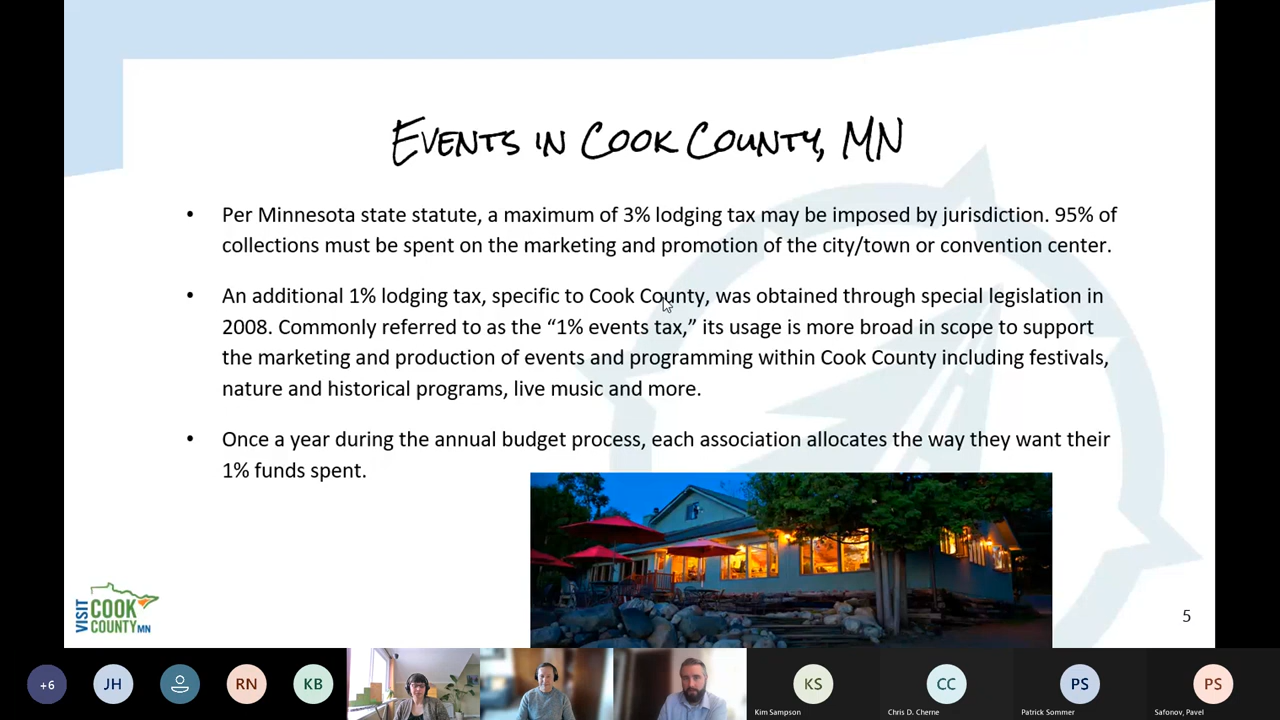 Events in Cook County, MN
• Per Minnesota state statute, a maximum of 3% lodging tax may be imposed by jurisdiction. 95% of
collections must be spent on the marketing and promotion of the city/town or convention center.
• An additional 1% lodging tax, specific to Cook County, was obtained through special legislation in
2008. Commonly referred to as the “1% events tax,” its usage is more broad in scope to support
the marketing and production of events and programming within Cook County including festivals,
nature and historical programs, live music and more.
• Once a year during the annual budget process, each association allocates the way they want their
1% funds spent.
VISIT
COOK
COUNTY MN
5
+6
JH
RN
KB
KS
Kim Sampson
CC
Chris D. Cherne
PS
Patrick Sommer
PS
Safonov, Pavel